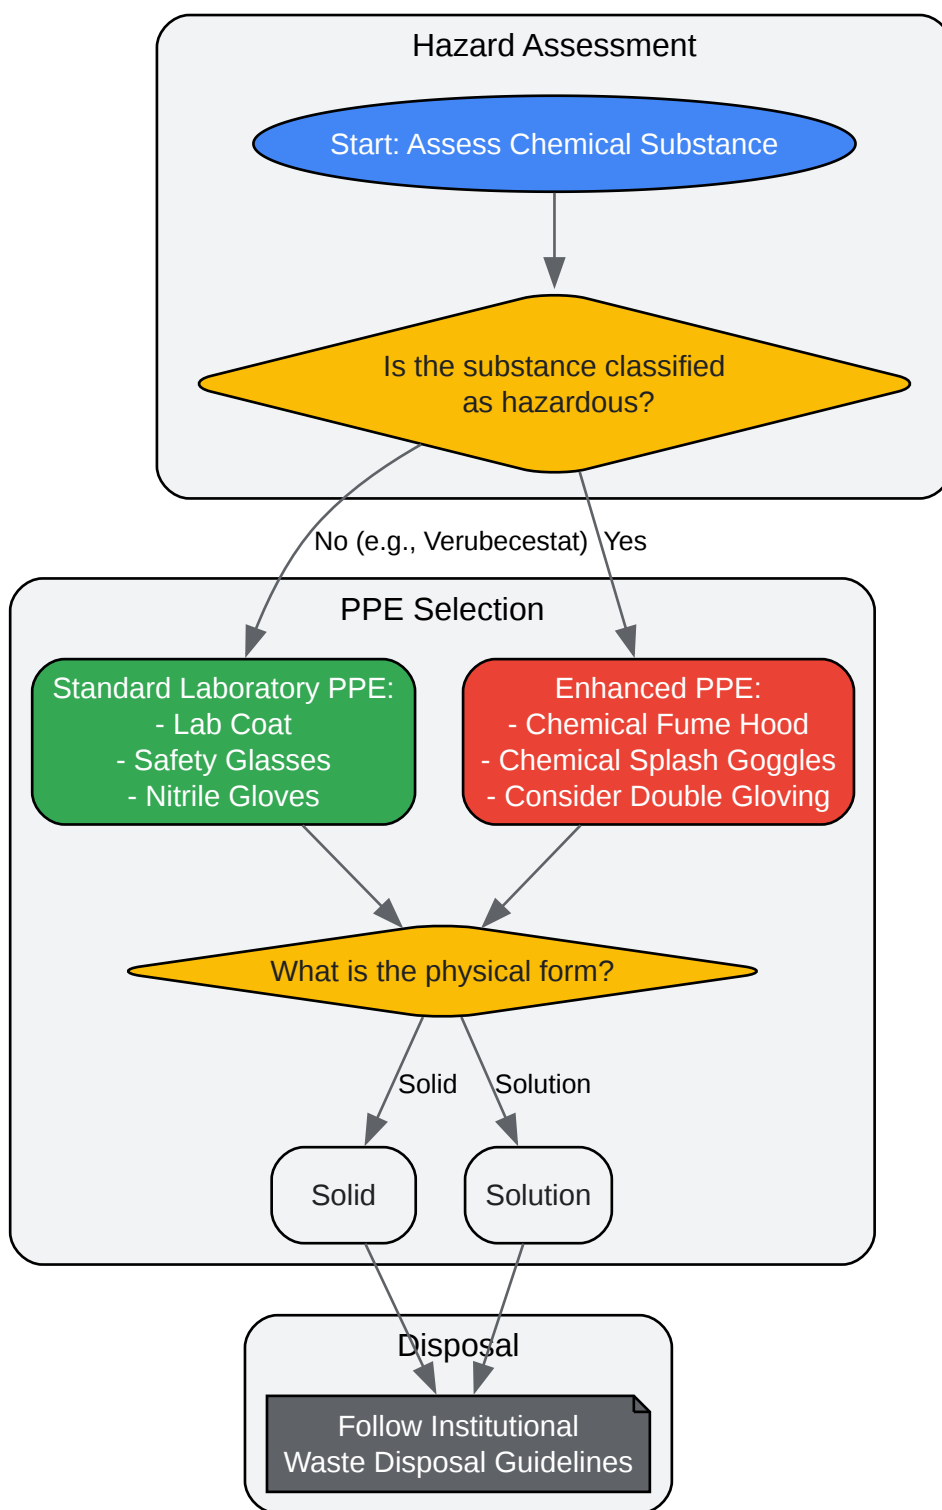 Hazard Assessment
Start: Assess Chemical Substance
Is the substance classified
as hazardous?
No (e.g., Verubecestat)
Yes
PPE Selection
Standard Laboratory PPE:
- Lab Coat
- Safety Glasses
- Nitrile Gloves
Enhanced PPE:
- Chemical Fume Hood
- Chemical Splash Goggles
- Consider Double Gloving
What is the physical form?
Solid
Solution
Solid
Solution
Disposal
Follow Institutional
Waste Disposal Guidelines